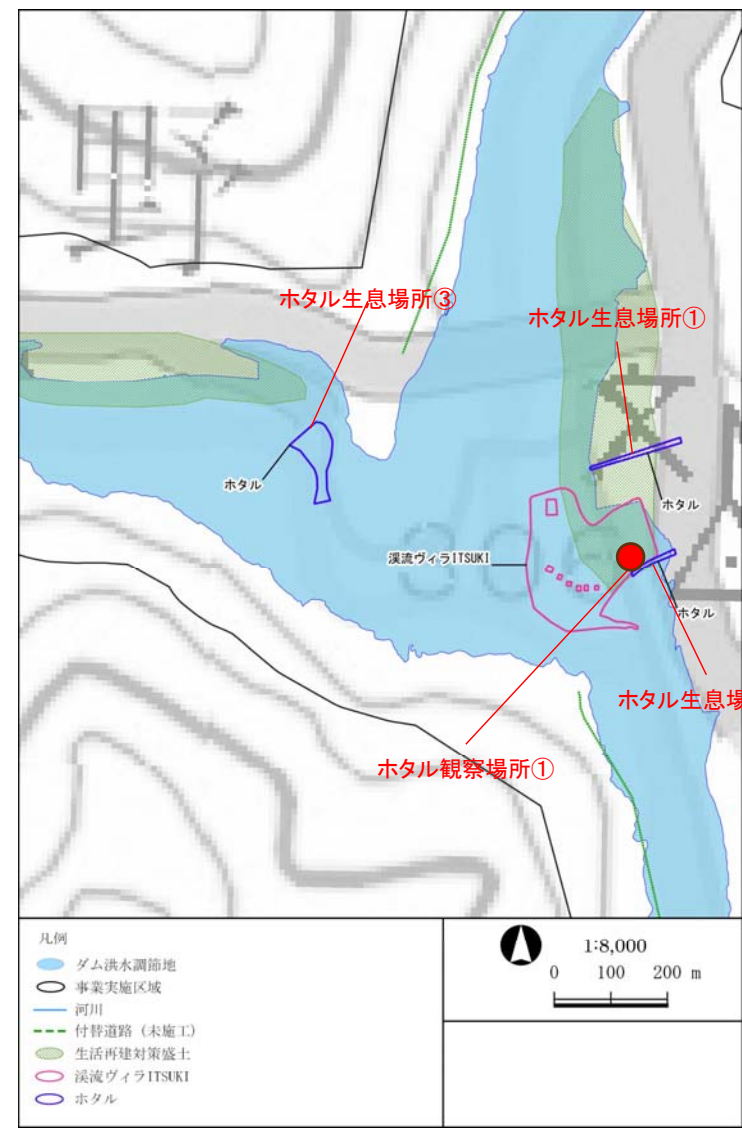 ホタル生息場所③
ホタル生息場所①
ホタル
ホタル
渓流ヴィラITSUKI
ホタル
ホタル生息場
ホタル観察場所①
凡例
ダム洪水調節地
事業実施区域
河川
付替道路（未施工）
生活再建対策盛土
渓流ヴィラITSUKI
ホタル
1:8,000
0 100 200 m